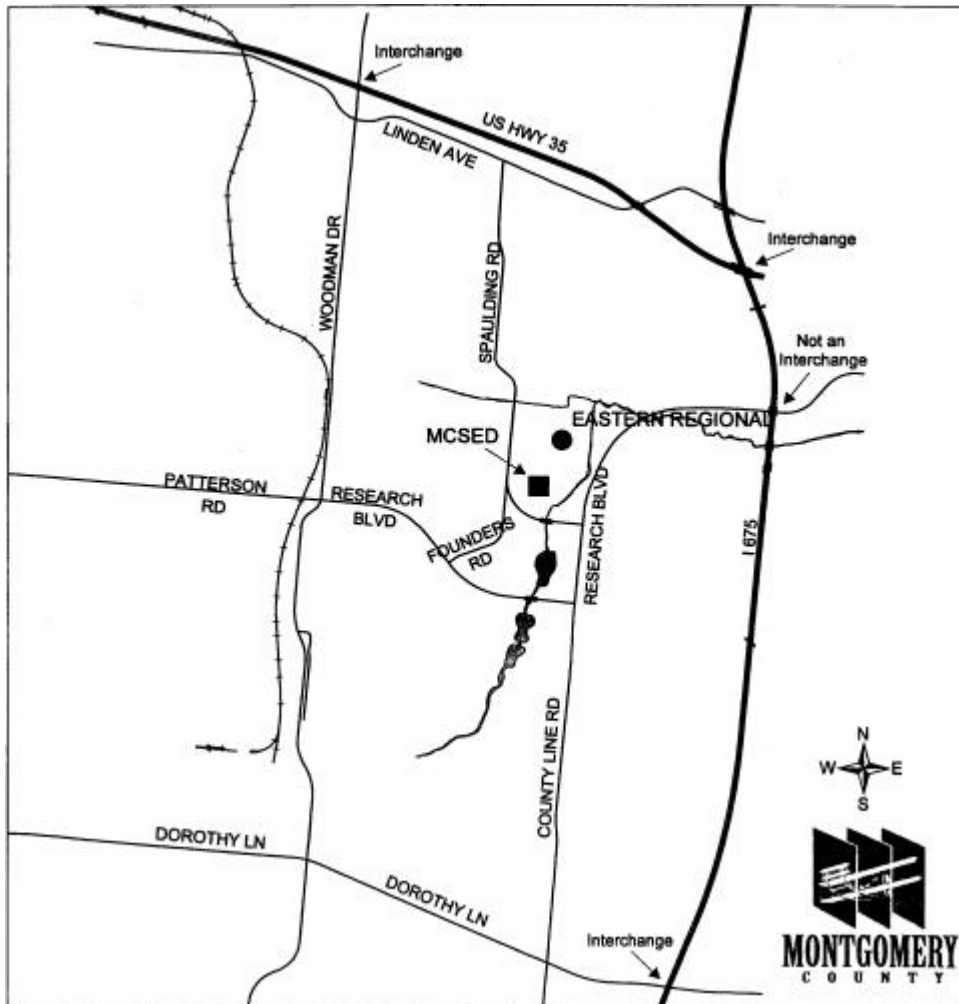 Interchange
US HWY 35
LINDEN AVE
WOODMAN DR
SPAULDING RD
Interchange
Not an
Interchange
EASTERN REGIONAL
MCSED
PATTERSON
RD
RESEARCH
BLVD
FOUNDERS
RD
RESEARCH BLVD
I 675
COUNTY LINE RD
N
W E
S
DOROTHY LN
DOROTHY LN
Interchange
MONTGOMERY
COUNTY